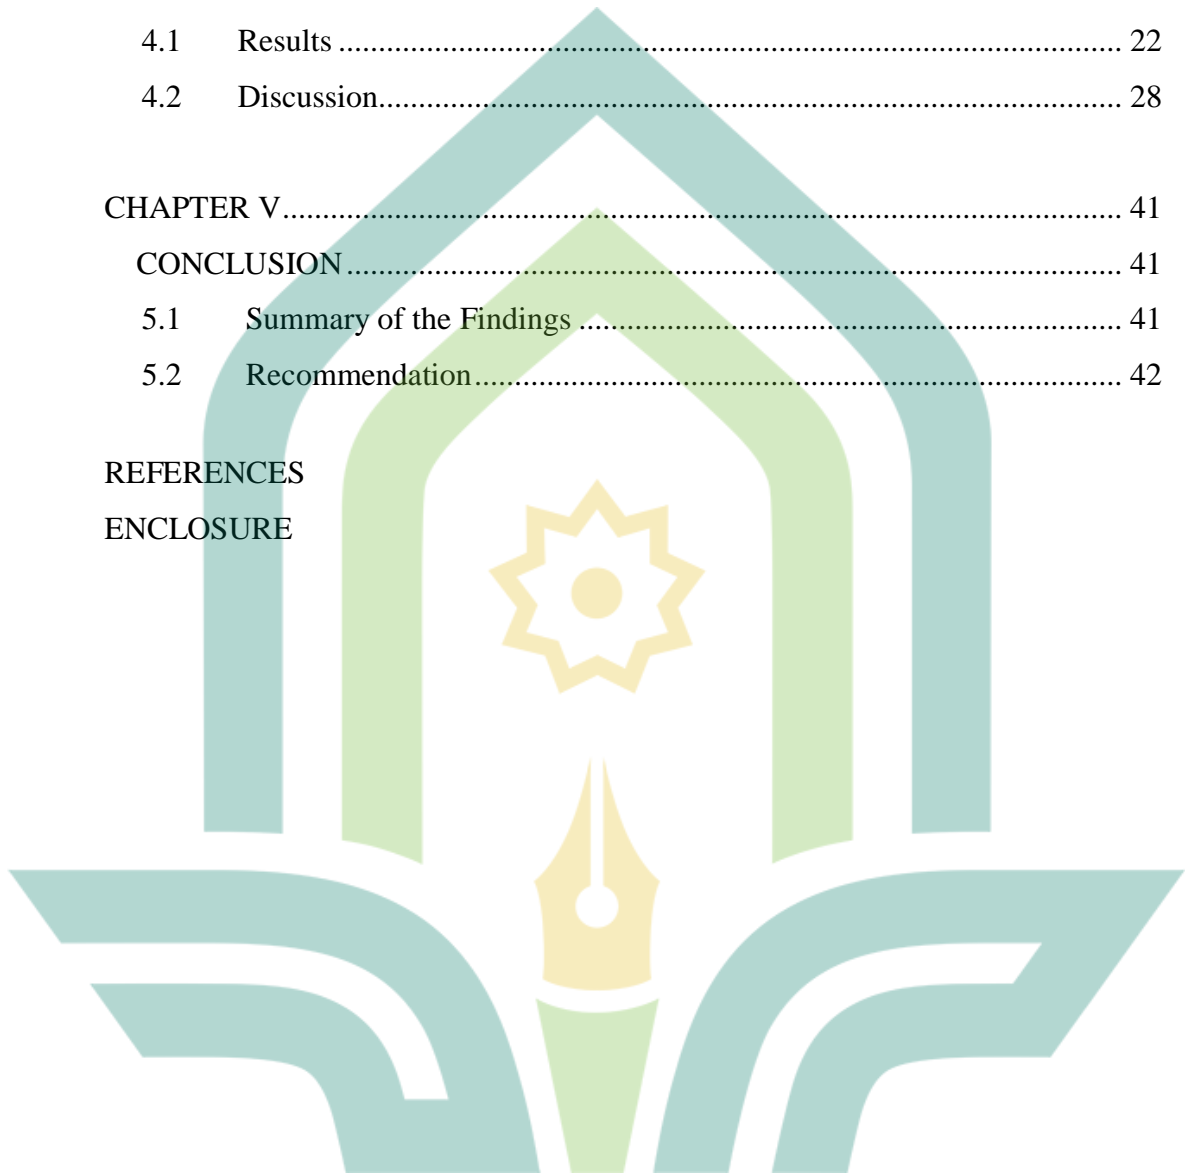 4.1 Results ................................................................................................ 22
4.2 Discussion........................................................................................... 28
CHAPTER V....................................................................................................... 41
CONCLUSION............................................................................................... 41
5.1 Summary of the Findings .................................................................. 41
5.2 Recommendation............................................................................... 42
REFERENCES
ENCLOSURE